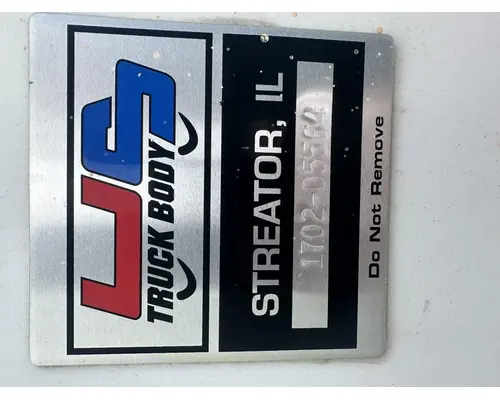 US
TRUCK BODY
STREATOR, IL
1702-05564
Do Not Remove